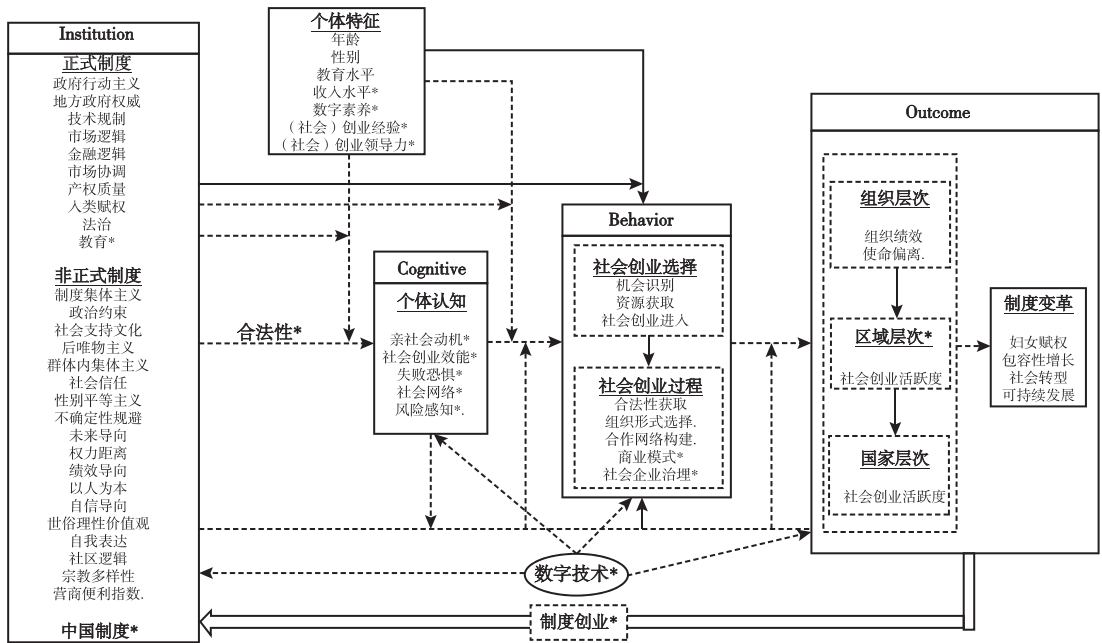 Institution
正式制度
政府行动主义
地方政府权威
技术规制
市场逻辑
金融逻辑
市场协调
产权质量
人类赋权
法治
教育*
非正式制度
制度集体主义
政治约束
社会支持文化
后唯物主义
群体内集体主义
社会信任
性别平等主义
不确定性规避
未来导向
权力距离
绩效导向
以人为本
自信导向
世俗理性价值观
自我表达
社区逻辑
宗教多样性
营商便利指数.
中国制度*
个体特征
年龄
性别
教育水平
收入水平*
数字素养*
（社会）创业经验*
（社会）创业领导力*
合法性*
Cognitive
个体认知
亲社会动机*
社会创业效能*
失败恐惧*
社会网络*
风险感知*.
Behavior
社会创业选择
机会识别
资源获取
社会创业进入
社会创业过程
合法性获取
组织形式选择.
合作网络构建.
商业模式*
社会企业治理*
数字技术*
制度创业*
Outcome
组织层次
组织绩效
使命偏离.
区域层次*
社会创业活跃度
国家层次
社会创业活跃度
制度变革
妇女赋权
包容性增长
社会转型
可持续发展